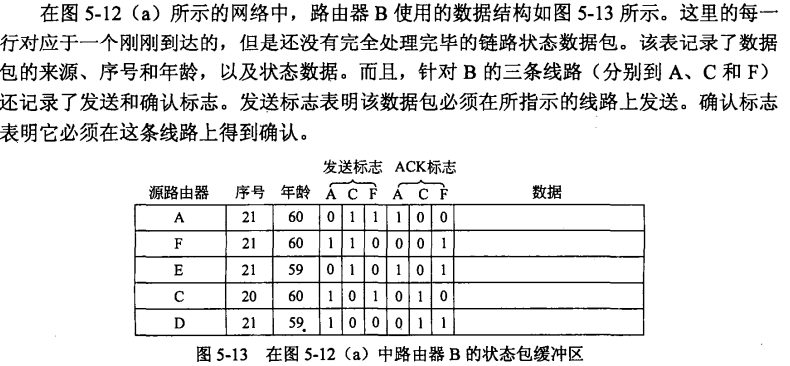 在图 5-12（a）所示的网络中，路由器 B 使用的数据结构如图 5-13 所示。这里的每一
行对应于一个刚刚到达的，但是还没有完全处理完毕的链路状态数据包。该表记录了数据
包的来源、序号和年龄，以及状态数据。而且，针对 B 的三条线路（分别到 A、C 和 F）
还记录了发送和确认标志。发送标志表明该数据包必须在所指示的线路上发送。确认标志
表明它必须在这条线路上得到确认。
发送标志 ACK标志
源路由器 序号 年龄 A C F A C F 数据
A 21 60 0 1 1 1 0 0
F 21 60 1 1 0 0 0 1
E 21 59 0 1 0 1 0 1
C 20 60 1 0 1 0 1 0
D 21 59 1 0 0 0 1 1
图 5-13 在图 5-12（a）中路由器 B 的状态包缓冲区